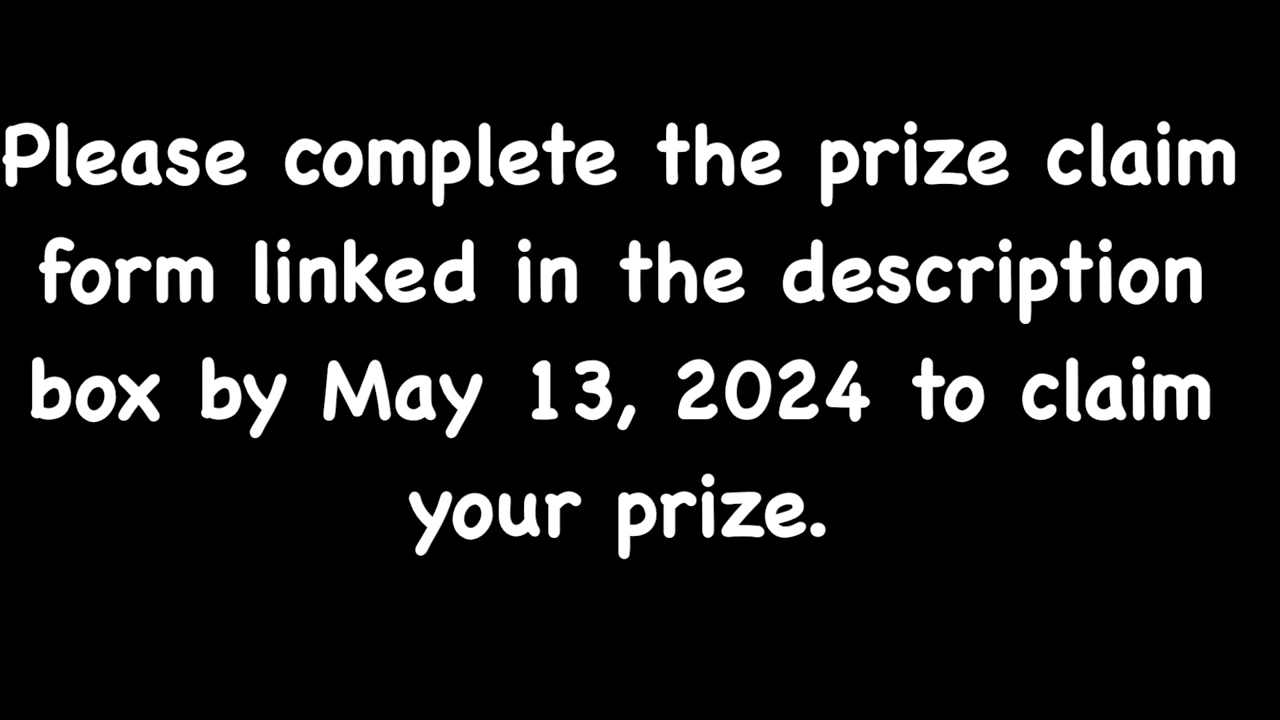 Please complete the prize claim
form linked in the description
box by May 13, 2024 to claim
your prize.